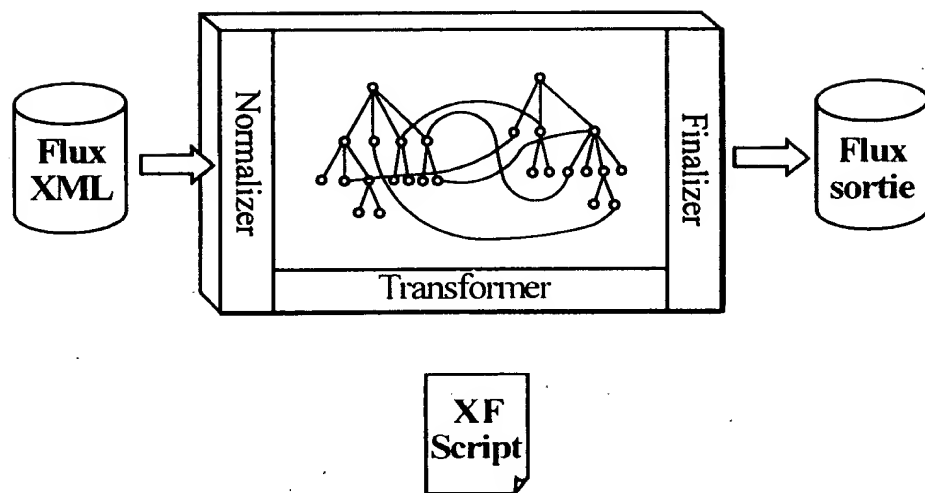 Flux
XML
Normalizer
Transformer
Finalizer
Flux
sortie
XF
Script